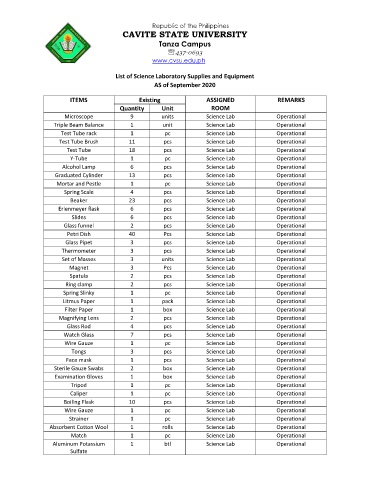 Republic of the Philippines
CAVITE STATE UNIVERSITY
Tanza Campus
☏437-0693
www.cvsu.edu.ph
List of Science Laboratory Supplies and Equipment
AS of September 2020
ITEMS Existing ASSIGNED ROOM REMARKS
Quantity Unit
Microscope 9 units Science Lab Operational
Triple Beam Balance 1 unit Science Lab Operational
Test Tube rack 1 pc Science Lab Operational
Test Tube Brush 11 pcs Science Lab Operational
Test Tube 18 pcs Science Lab Operational
Y-Tube 1 pc Science Lab Operational
Alcohol Lamp 6 pcs Science Lab Operational
Graduated Cylinder 13 pcs Science Lab Operational
Mortar and Pestle 1 pc Science Lab Operational
Spring Scale 4 pcs Science Lab Operational
Beaker 23 pcs Science Lab Operational
Erlenmeyer flask 6 pcs Science Lab Operational
Slides 6 pcs Science Lab Operational
Glass funnel 2 pcs Science Lab Operational
Petri Dish 40 Pcs Science Lab Operational
Glass Pipet 3 pcs Science Lab Operational
Thermometer 3 pcs Science Lab Operational
Set of Masses 3 units Science Lab Operational
Magnet 3 Pcs Science Lab Operational
Spatula 2 pcs Science Lab Operational
Ring clamp 2 pcs Science Lab Operational
Spring Slinky 1 pc Science Lab Operational
Litmus Paper 1 pack Science Lab Operational
Filter Paper 1 box Science Lab Operational
Magnifying Lens 2 pcs Science Lab Operational
Glass Rod 4 pcs Science Lab Operational
Watch Glass 7 pcs Science Lab Operational
Wire Gauze 1 pc Science Lab Operational
Tongs 3 pcs Science Lab Operational
Face mask 1 pcs Science Lab Operational
Sterile Gauze Swabs 2 box Science Lab Operational
Examination Gloves 1 box Science Lab Operational
Tripod 1 pc Science Lab Operational
Caliper 1 pc Science Lab Operational
Boiling Flask 10 pcs Science Lab Operational
Wire Gauze 1 pc Science Lab Operational
Strainer 1 pc Science Lab Operational
Absorbent Cotton Wool 1 rolls Science Lab Operational
Match 1 pc Science Lab Operational
Aluminum Potassium Sulfate 1 btl Science Lab Operational